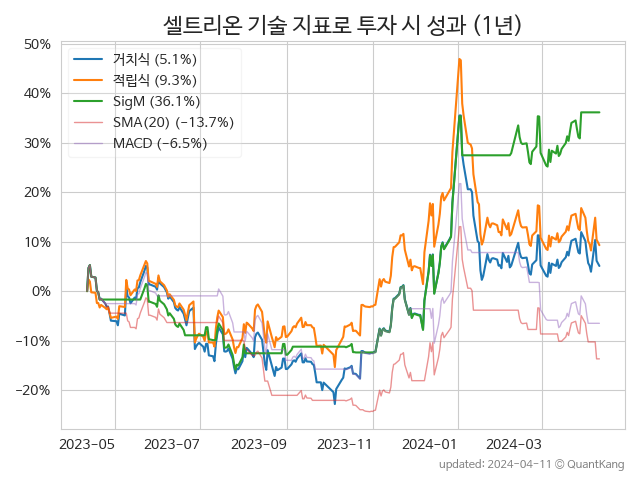 셀트리온 기술 지표로 투자 시 성과 (1년)
50%
40%
30%
20%
10%
0%
−10%
−20%
거치식 (5.1%)
적립식 (9.3%)
SigM (36.1%)
SMA(20) (−13.7%)
MACD (−6.5%)
2023-05
2023-07
2023-09
2023-11
2024-01
2024-03
updated: 2024-04-11 © QuantKang